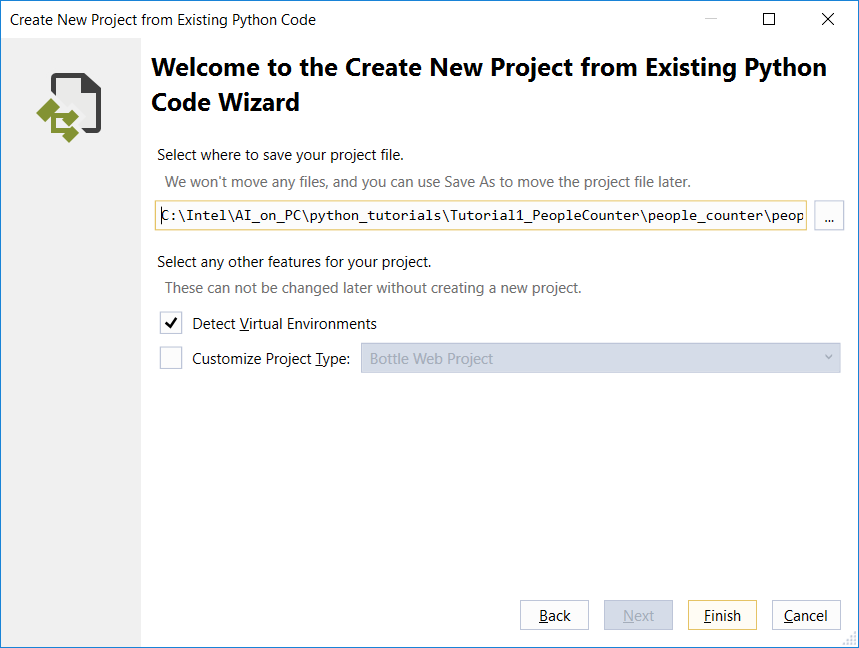 Create New Project from Existing Python Code
Welcome to the Create New Project from Existing Python
Code Wizard
Select where to save your project file.
We won't move any files, and you can use Save As to move the project file later.
C:\Intel\AI_on_PC\python_tutorials\Tutorial1_PeopleCounter\people_counter\peop
...
Select any other features for your project.
These can not be changed later without creating a new project.
Detect Virtual Environments
Customize Project Type: Bottle Web Project
Back Next Finish Cancel